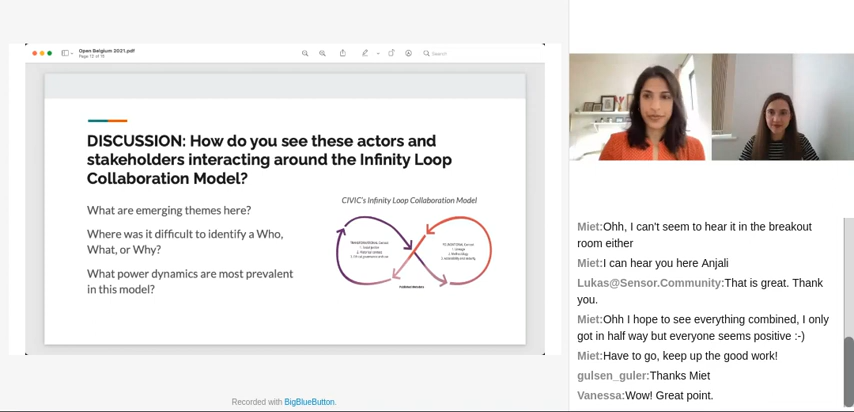 Open Belgium 2021.pdf
Search
DISCUSSION: How do you see these actors and
stakeholders interacting around the Infinity Loop
Collaboration Model?
CIVIC's Infinity Loop Collaboration Model
What are emerging themes here?
Where was it difficult to identify a Who,
What, or Why?
What power dynamics are most prevalent
in this model?
Recorded with BigBlueButton.
Miet:Ohh, I can't seem to hear it in the breakout
room either
Miet:I can hear you here Anjali
Lukas@Sensor.Community:That is great. Thank
you.
Miet:Ohh I hope to see everything combined, I only
got in half way but everyone seems positive :-)
Miet:Have to go, keep up the good work!
gulsen_guler:Thanks Miet
Vanessa:Wow! Great point.